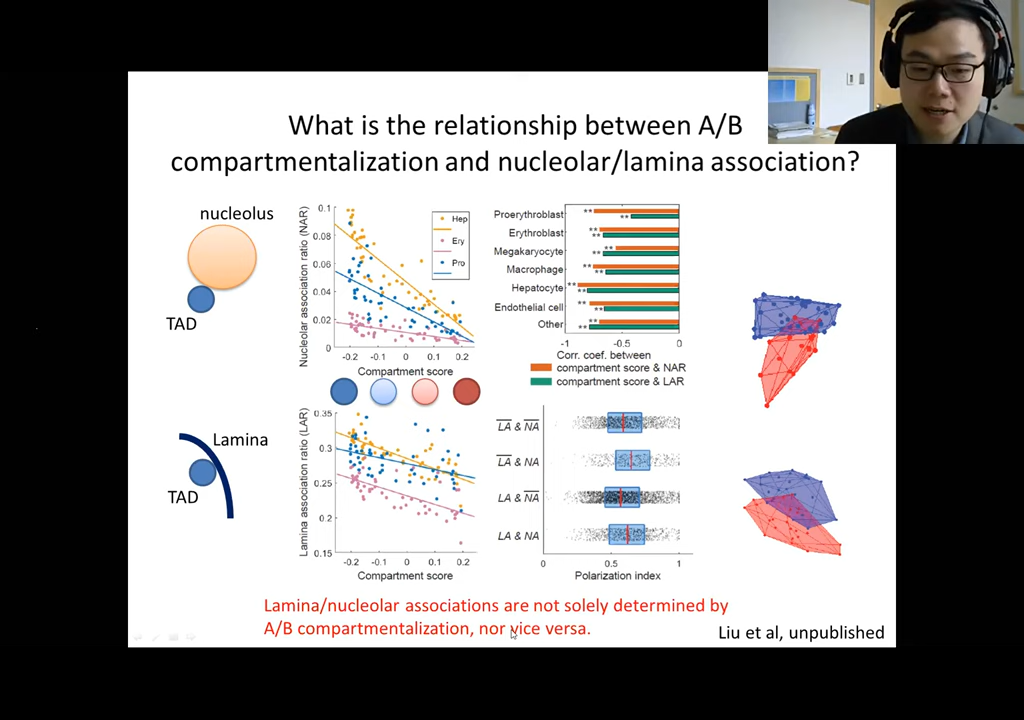 What is the relationship between A/B
compartmentalization and nucleolar/lamina association?
nucleolus
TAD
Nucleolar association ratio (NAR)
0.1
0.08
0.06
0.04
0.02
0
Hep
Ery
Pro
-0.2 -0.1 0 0.1 0.2
Compartment score
Proerythroblast
Erythroblast
Megakaryocyte
Macrophage
Hepatocyte
Endothelial cell
Other
** ** ** ** ** ** ** ** ** ** ** ** ** **
-1 -0.5 0
Corr. coef. between
compartment score & NAR
compartment score & LAR
Lamina
TAD
Lamina association ratio (LAR)
0.35
0.3
0.25
0.2
0.15
-0.2 -0.1 0 0.1 0.2
Compartment score
L̅A̅ & N̅A̅
L̅A̅ & NA
LA & N̅A̅
LA & NA
0 0.5 1
Polarization index
Lamina/nucleolar associations are not solely determined by
A/B compartmentalization, nor vice versa.
Liu et al, unpublished